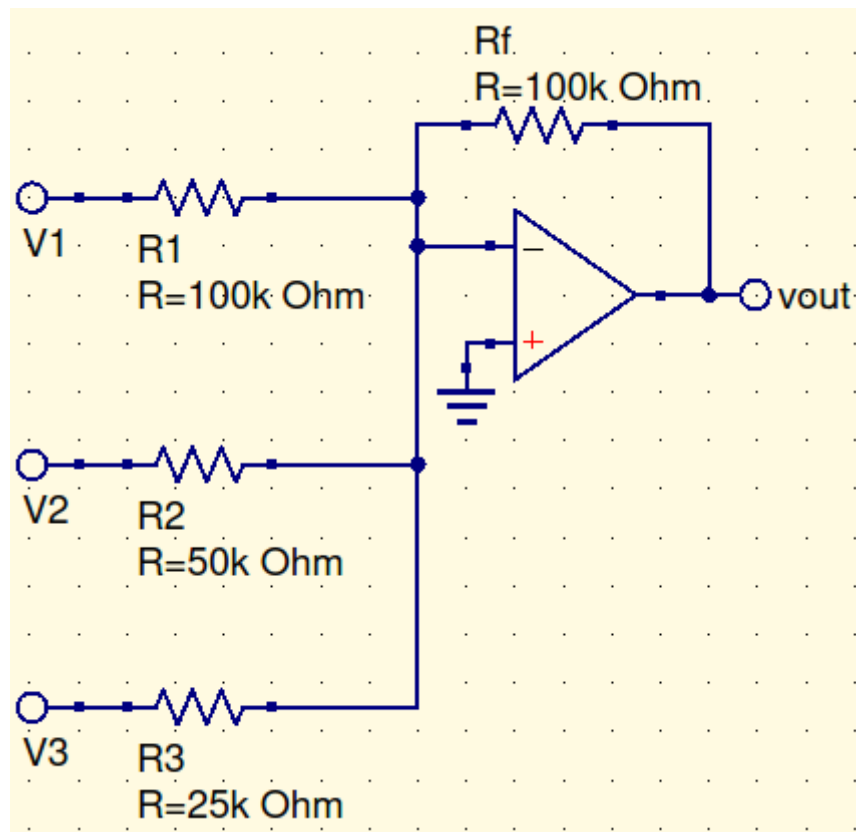 Rf
R=100k Ohm
V1
R1
R=100k Ohm
−
+
vout
V2
R2
R=50k Ohm
V3
R3
R=25k Ohm